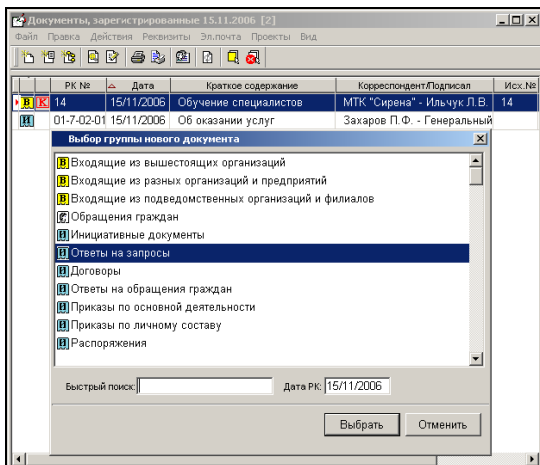 Документы, зарегистрированные 15.11.2006 [2]
Файл Правка Действия Реквизиты Эл.почта Проекты Вид
РК № Дата Краткое содержание Корреспондент/Подписал Исх.№
В К 14 15/11/2006 Обучение специалистов МТК "Сирена" - Ильчук Л.В. 14
И 01-7-02-01 15/11/2006 Об оказании услуг Захаров П.Ф. - Генеральный
Выбор группы нового документа
В Входящие из вышестоящих организаций
В Входящие из разных организаций и предприятий
В Входящие из подведомственных организаций и филиалов
Обращения граждан
И Инициативные документы
И Ответы на запросы
И Договоры
И Ответы на обращения граждан
И Приказы по основной деятельности
И Приказы по личному составу
И Распоряжения
Быстрый поиск: Дата РК: 15/11/2006
Выбрать Отменить